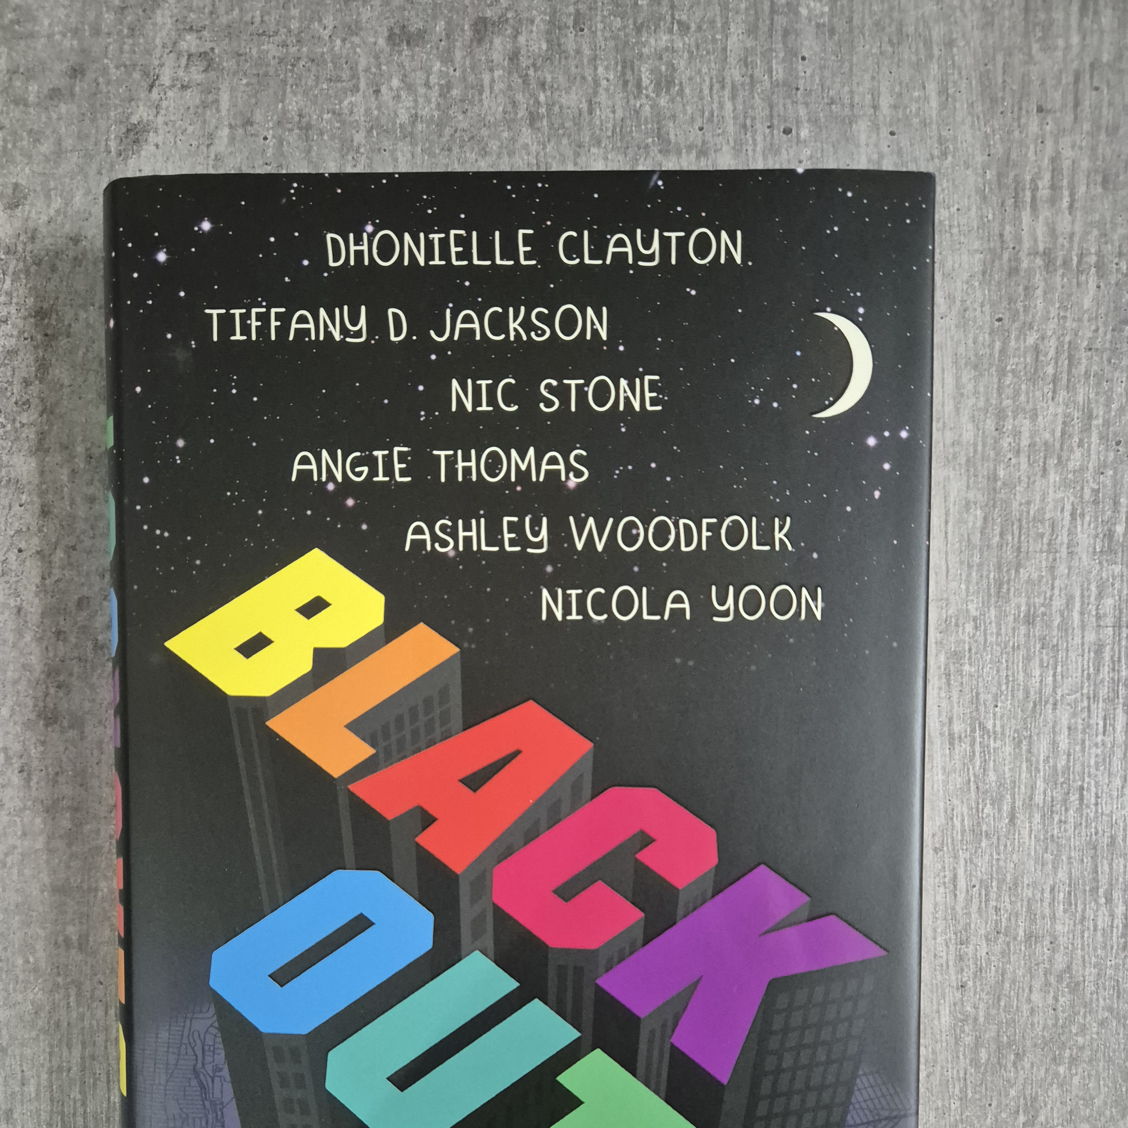 DHONIELLE CLAYTON
TIFFANY D. JACKSON
NIC STONE
ANGIE THOMAS
ASHLEY WOODFOLK
NICOLA YOON
BLACK
OUT